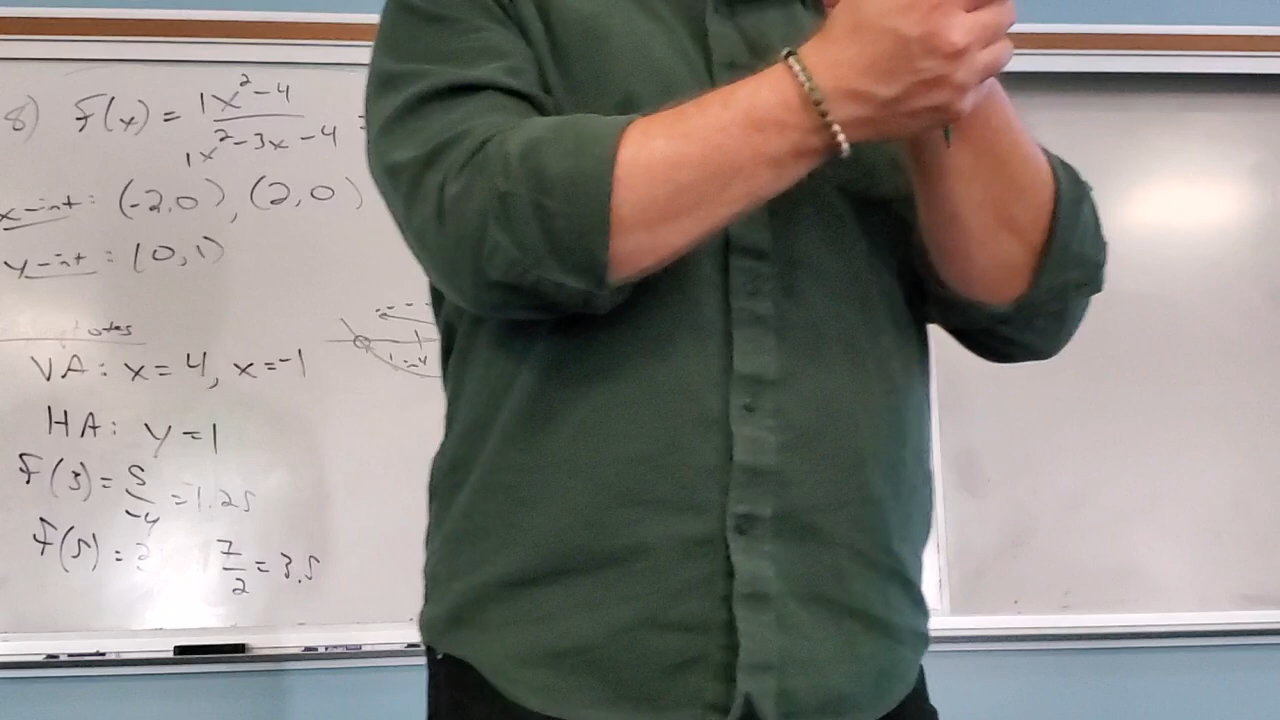 8) f(x) = 1x²-4 / 1x²-3x-4 =
x-int: (-2,0), (2,0)
y-int: (0,1)
VA: x=4, x=-1
HA: y=1
f(3) = 5/-4 = -1.25
f(5) = 7/2 = 3.5